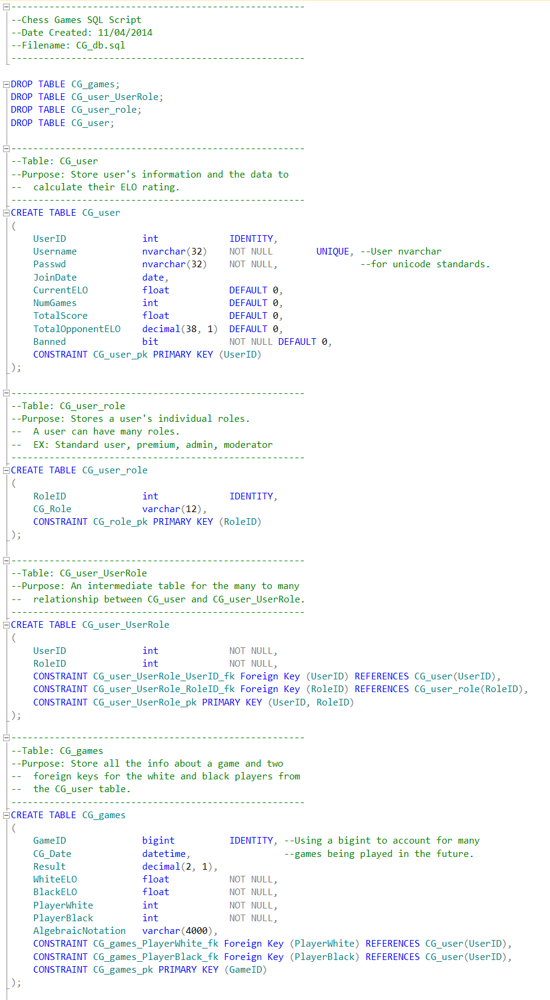 ------------------------------------------------------
--Chess Games SQL Script
--Date Created: 11/04/2014
--Filename: CG_db.sql
------------------------------------------------------
DROP TABLE CG_games;
DROP TABLE CG_user_UserRole;
DROP TABLE CG_user_role;
DROP TABLE CG_user;
------------------------------------------------------
--Table: CG_user
--Purpose: Store user's information and the data to
--  calculate their ELO rating.
------------------------------------------------------
CREATE TABLE CG_user
(
    UserID              int             IDENTITY,
    Username            nvarchar(32)    NOT NULL        UNIQUE, --User nvarchar
    Passwd              nvarchar(32)    NOT NULL,               --for unicode standards.
    JoinDate            date,
    CurrentELO          float           DEFAULT 0,
    NumGames            int             DEFAULT 0,
    TotalScore          float           DEFAULT 0,
    TotalOpponentELO    decimal(38, 1)  DEFAULT 0,
    Banned              bit             NOT NULL DEFAULT 0,
    CONSTRAINT CG_user_pk PRIMARY KEY (UserID)
);
------------------------------------------------------
--Table: CG_user_role
--Purpose: Stores a user's individual roles.
--  A user can have many roles.
--  EX: Standard user, premium, admin, moderator
------------------------------------------------------
CREATE TABLE CG_user_role
(
    RoleID              int             IDENTITY,
    CG_Role             varchar(12),
    CONSTRAINT CG_role_pk PRIMARY KEY (RoleID)
);
------------------------------------------------------
--Table: CG_user_UserRole
--Purpose: An intermediate table for the many to many
--  relationship between CG_user and CG_user_UserRole.
------------------------------------------------------
CREATE TABLE CG_user_UserRole
(
    UserID              int             NOT NULL,
    RoleID              int             NOT NULL,
    CONSTRAINT CG_user_UserRole_UserID_fk Foreign Key (UserID) REFERENCES CG_user(UserID),
    CONSTRAINT CG_user_UserRole_RoleID_fk Foreign Key (RoleID) REFERENCES CG_user_role(RoleID),
    CONSTRAINT CG_user_UserRole_pk PRIMARY KEY (UserID, RoleID)
);
------------------------------------------------------
--Table: CG_games
--Purpose: Store all the info about a game and two
--  foreign keys for the white and black players from
--  the CG_user table.
------------------------------------------------------
CREATE TABLE CG_games
(
    GameID              bigint          IDENTITY, --Using a bigint to account for many
    CG_Date             datetime,                 --games being played in the future.
    Result              decimal(2, 1),
    WhiteELO            float           NOT NULL,
    BlackELO            float           NOT NULL,
    PlayerWhite         int             NOT NULL,
    PlayerBlack         int             NOT NULL,
    AlgebraicNotation   varchar(4000),
    CONSTRAINT CG_games_PlayerWhite_fk Foreign Key (PlayerWhite) REFERENCES CG_user(UserID),
    CONSTRAINT CG_games_PlayerBlack_fk Foreign Key (PlayerBlack) REFERENCES CG_user(UserID),
    CONSTRAINT CG_games_pk PRIMARY KEY (GameID)
);